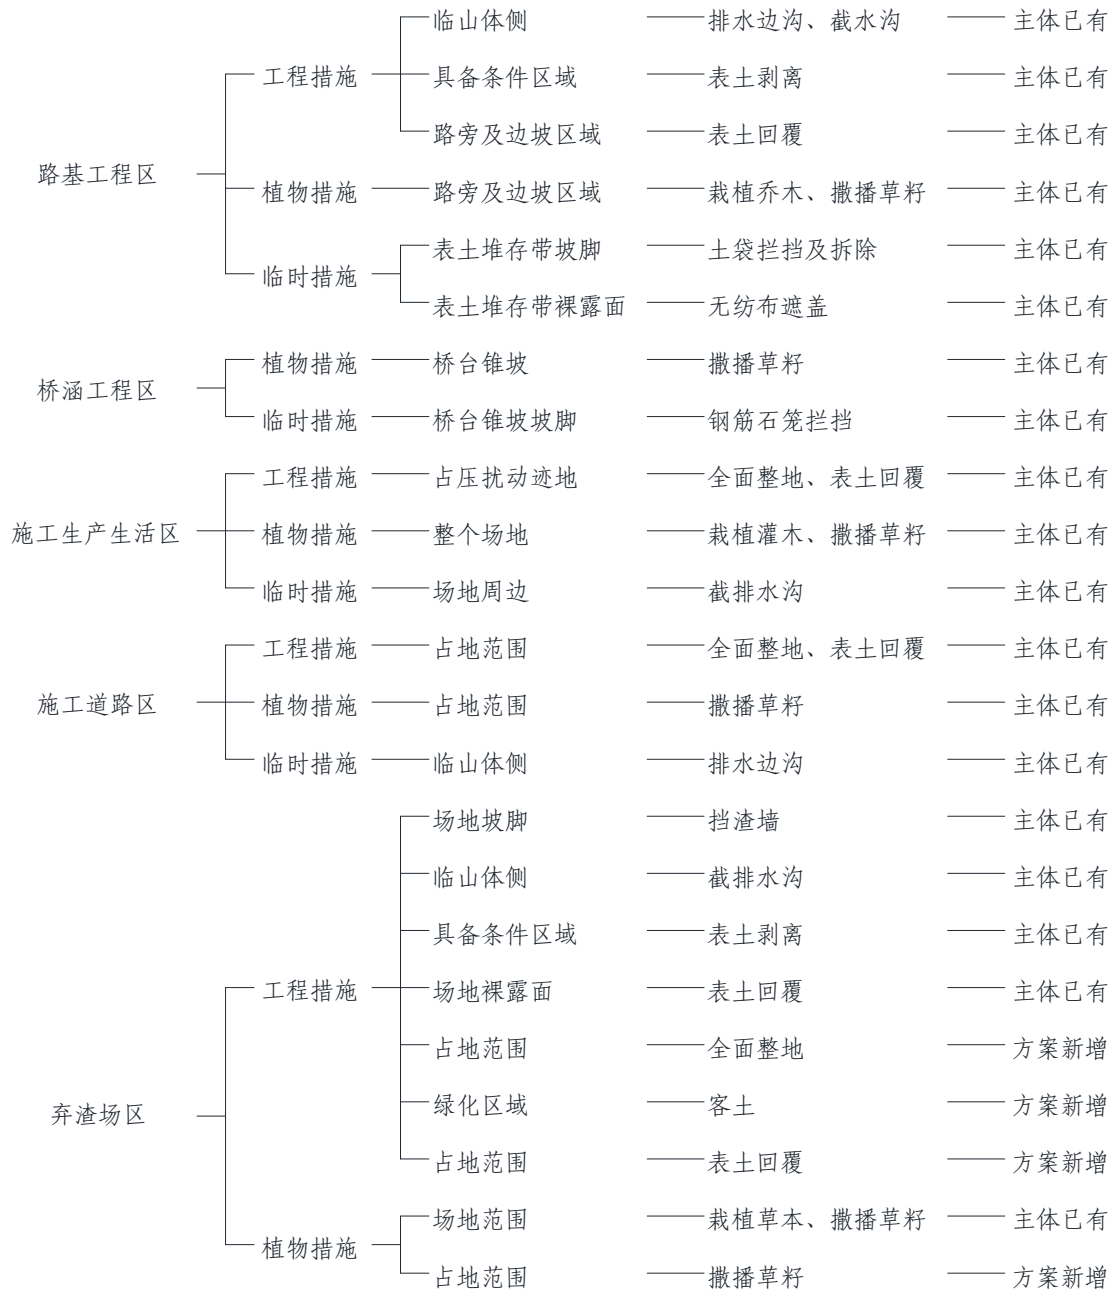 临山体侧 排水边沟、截水沟 主体已有
工程措施 具备条件区域 表土剥离 主体已有
路旁及边坡区域 表土回覆 主体已有
路基工程区
植物措施 路旁及边坡区域 栽植乔木、撒播草籽 主体已有
表土堆存带坡脚 土袋拦挡及拆除 主体已有
临时措施
表土堆存带裸露面 无纺布遮盖 主体已有
植物措施 桥台锥坡 撒播草籽 主体已有
桥涵工程区
临时措施 桥台锥坡坡脚 钢筋石笼拦挡 主体已有
工程措施 占压扰动迹地 全面整地、表土回覆 主体已有
施工生产生活区 植物措施 整个场地 栽植灌木、撒播草籽 主体已有
临时措施 场地周边 截排水沟 主体已有
工程措施 占地范围 全面整地、表土回覆 主体已有
施工道路区 植物措施 占地范围 撒播草籽 主体已有
临时措施 临山体侧 排水边沟 主体已有
场地坡脚 挡渣墙 主体已有
临山体侧 截排水沟 主体已有
具备条件区域 表土剥离 主体已有
工程措施 场地裸露面 表土回覆 主体已有
占地范围 全面整地 方案新增
弃渣场区 绿化区域 客土 方案新增
占地范围 表土回覆 方案新增
场地范围 栽植草本、撒播草籽 主体已有
植物措施
占地范围 撒播草籽 方案新增